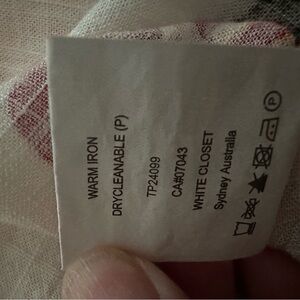 WARM IRON
DRYCLEANABLE (P)
TP24099
CA#07043
WHITE CLOSET
Sydney Australia
P